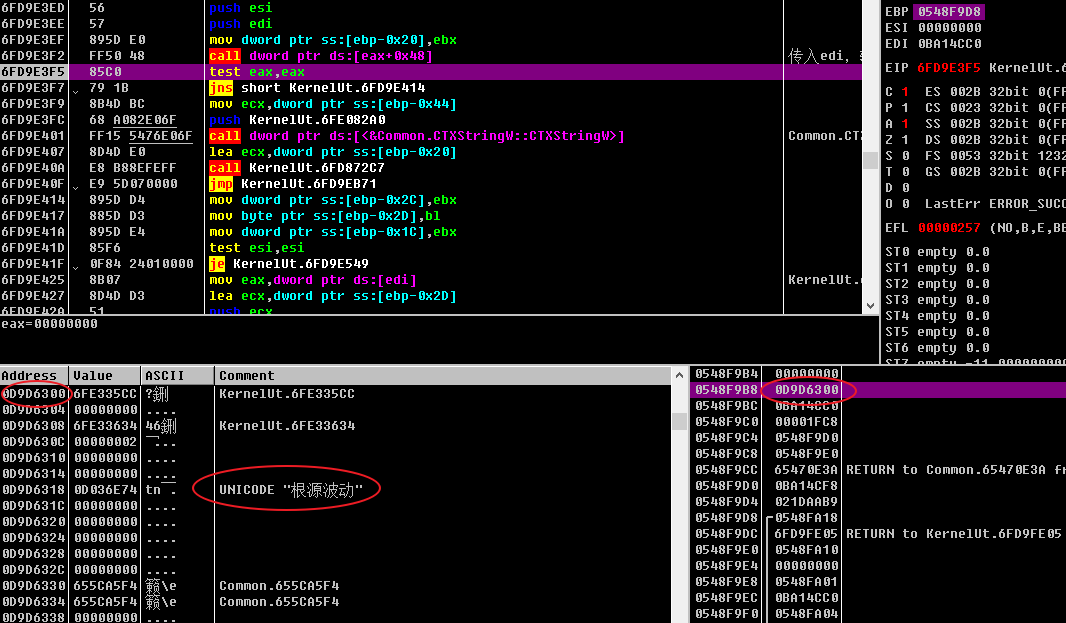 6FD9E3ED 56 push esi
6FD9E3EE 57 push edi
6FD9E3EF 895D E0 mov dword ptr ss:[ebp-0x20],ebx
6FD9E3F2 FF50 48 call dword ptr ds:[eax+0x48] 传入edi,
6FD9E3F5 85C0 test eax,eax
6FD9E3F7 79 1B jns short KernelUt.6FD9E414
6FD9E3F9 8B4D BC mov ecx,dword ptr ss:[ebp-0x44]
6FD9E3FC 68 A082E06F push KernelUt.6FE082A0
6FD9E401 FF15 5476E06F call dword ptr ds:[<&Common.CTXStringW::CTXStringW>] Common.CTX
6FD9E407 8D4D E0 lea ecx,dword ptr ss:[ebp-0x20]
6FD9E40A E8 B88EFEFF call KernelUt.6FD872C7
6FD9E40F E9 5D070000 jmp KernelUt.6FD9EB71
6FD9E414 895D D4 mov dword ptr ss:[ebp-0x2C],ebx
6FD9E417 885D D3 mov byte ptr ss:[ebp-0x2D],bl
6FD9E41A 895D E4 mov dword ptr ss:[ebp-0x1C],ebx
6FD9E41D 85F6 test esi,esi
6FD9E41F 0F84 24010000 je KernelUt.6FD9E549
6FD9E425 8B07 mov eax,dword ptr ds:[edi] KernelUt.
6FD9E427 8D4D D3 lea ecx,dword ptr ss:[ebp-0x2D]
6FD9E42A 51 push ecx
eax=00000000
EBP 0548F9D8
ESI 00000000
EDI 0BA14CC0
EIP 6FD9E3F5 KernelUt.6
C 1 ES 002B 32bit 0(FF
P 1 CS 0023 32bit 0(FF
A 1 SS 002B 32bit 0(FF
Z 1 DS 002B 32bit 0(FF
S 0 FS 0053 32bit 1232
T 0 GS 002B 32bit 0(FF
D 0
O 0 LastErr ERROR_SUCC
EFL 00000257 (NO,B,E,BE
ST0 empty 0.0
ST1 empty 0.0
ST2 empty 0.0
ST3 empty 0.0
ST4 empty 0.0
ST5 empty 0.0
ST6 empty 0.0
Address Value ASCII Comment
0D9D6300 6FE335CC ?鉶 KernelUt.6FE335CC
0D9D6304 00000000 ....
0D9D6308 6FE33634 46鉶 KernelUt.6FE33634
0D9D630C 00000002 ...
0D9D6310 00000000 ....
0D9D6314 00000000 ....
0D9D6318 0D036E74 tn . UNICODE "根源波动"
0D9D631C 00000000 ....
0D9D6320 00000000 ....
0D9D6324 00000000 ....
0D9D6328 00000000 ....
0D9D632C 00000000 ....
0D9D6330 655CA5F4 \e Common.655CA5F4
0D9D6334 655CA5F4 \e Common.655CA5F4
0D9D6338 00000000 ....
0548F9B4 00000000
0548F9B8 0D9D6300
0548F9BC 0BA14CC0
0548F9C0 00001FC8
0548F9C4 0548F9D0
0548F9C8 0548F9E0
0548F9CC 65470E3A RETURN to Common.65470E3A fr
0548F9D0 0BA14CF8
0548F9D4 021DAAB9
0548F9D8 0548FA18
0548F9DC 6FD9FE05 RETURN to KernelUt.6FD9FE05
0548F9E0 0548FA10
0548F9E4 00000000
0548F9E8 0548FA01
0548F9EC 0BA14CC0
0548F9F0 0548FA04